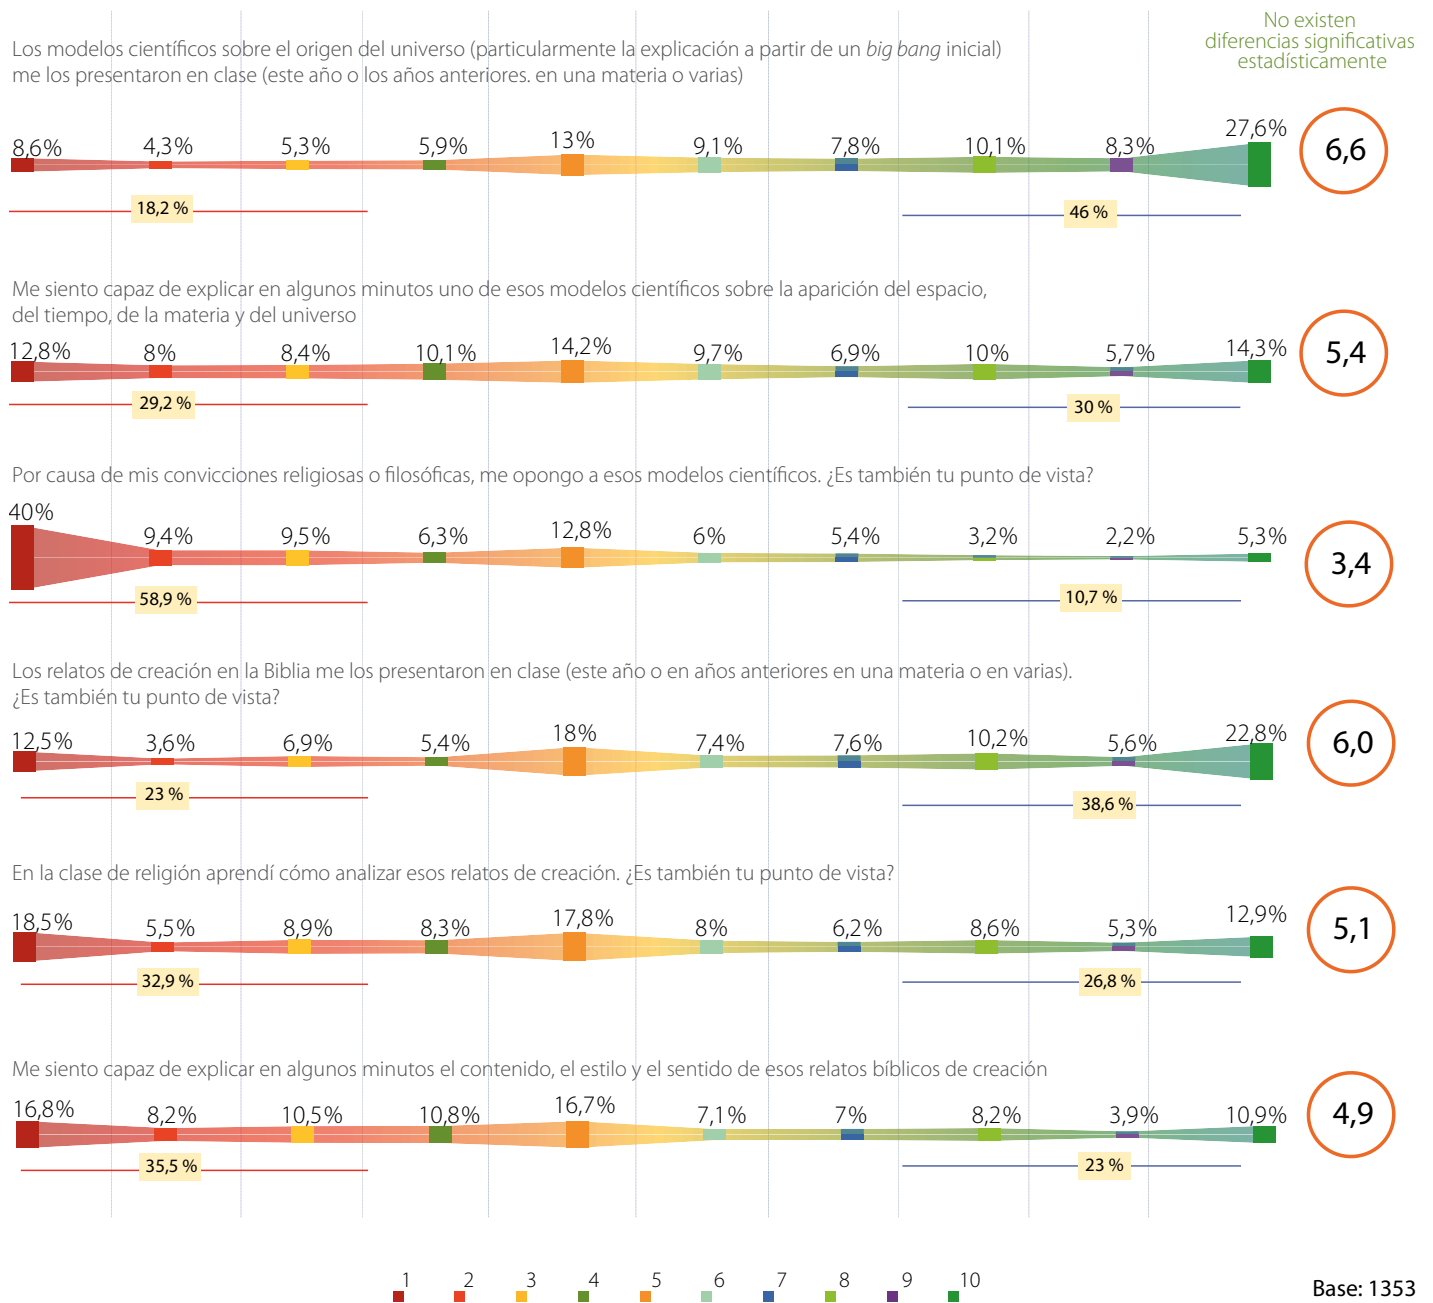 No existen
diferencias significativas
estadísticamente
Los modelos científicos sobre el origen del universo (particularmente la explicación a partir de un big bang inicial)
me los presentaron en clase (este año o los años anteriores. en una materia o varias)
8,6% 4,3% 5,3% 5,9% 13% 9,1% 7,8% 10,1% 8,3% 27,6% 6,6
18,2 % 46 %
Me siento capaz de explicar en algunos minutos uno de esos modelos científicos sobre la aparición del espacio,
del tiempo, de la materia y del universo
12,8% 8% 8,4% 10,1% 14,2% 9,7% 6,9% 10% 5,7% 14,3% 5,4
29,2 % 30 %
Por causa de mis convicciones religiosas o filosóficas, me opongo a esos modelos científicos. ¿Es también tu punto de vista?
40% 9,4% 9,5% 6,3% 12,8% 6% 5,4% 3,2% 2,2% 5,3% 3,4
58,9 % 10,7 %
Los relatos de creación en la Biblia me los presentaron en clase (este año o en años anteriores en una materia o en varias).
¿Es también tu punto de vista?
12,5% 3,6% 6,9% 5,4% 18% 7,4% 7,6% 10,2% 5,6% 22,8% 6,0
23 % 38,6 %
En la clase de religión aprendí cómo analizar esos relatos de creación. ¿Es también tu punto de vista?
18,5% 5,5% 8,9% 8,3% 17,8% 8% 6,2% 8,6% 5,3% 12,9% 5,1
32,9 % 26,8 %
Me siento capaz de explicar en algunos minutos el contenido, el estilo y el sentido de esos relatos bíblicos de creación
16,8% 8,2% 10,5% 10,8% 16,7% 7,1% 7% 8,2% 3,9% 10,9% 4,9
35,5 % 23 %
1 2 3 4 5 6 7 8 9 10
Base: 1353